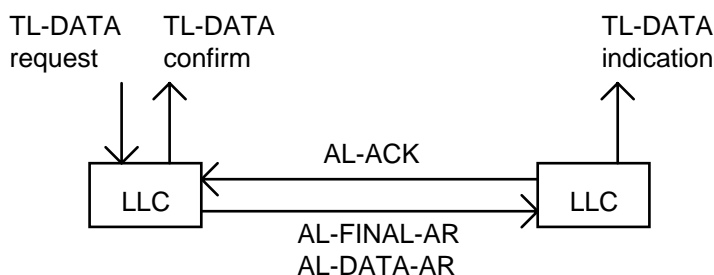 TL-DATA
request
TL-DATA
confirm
TL-DATA
indication
AL-ACK
LLC
LLC
AL-FINAL-AR
AL-DATA-AR